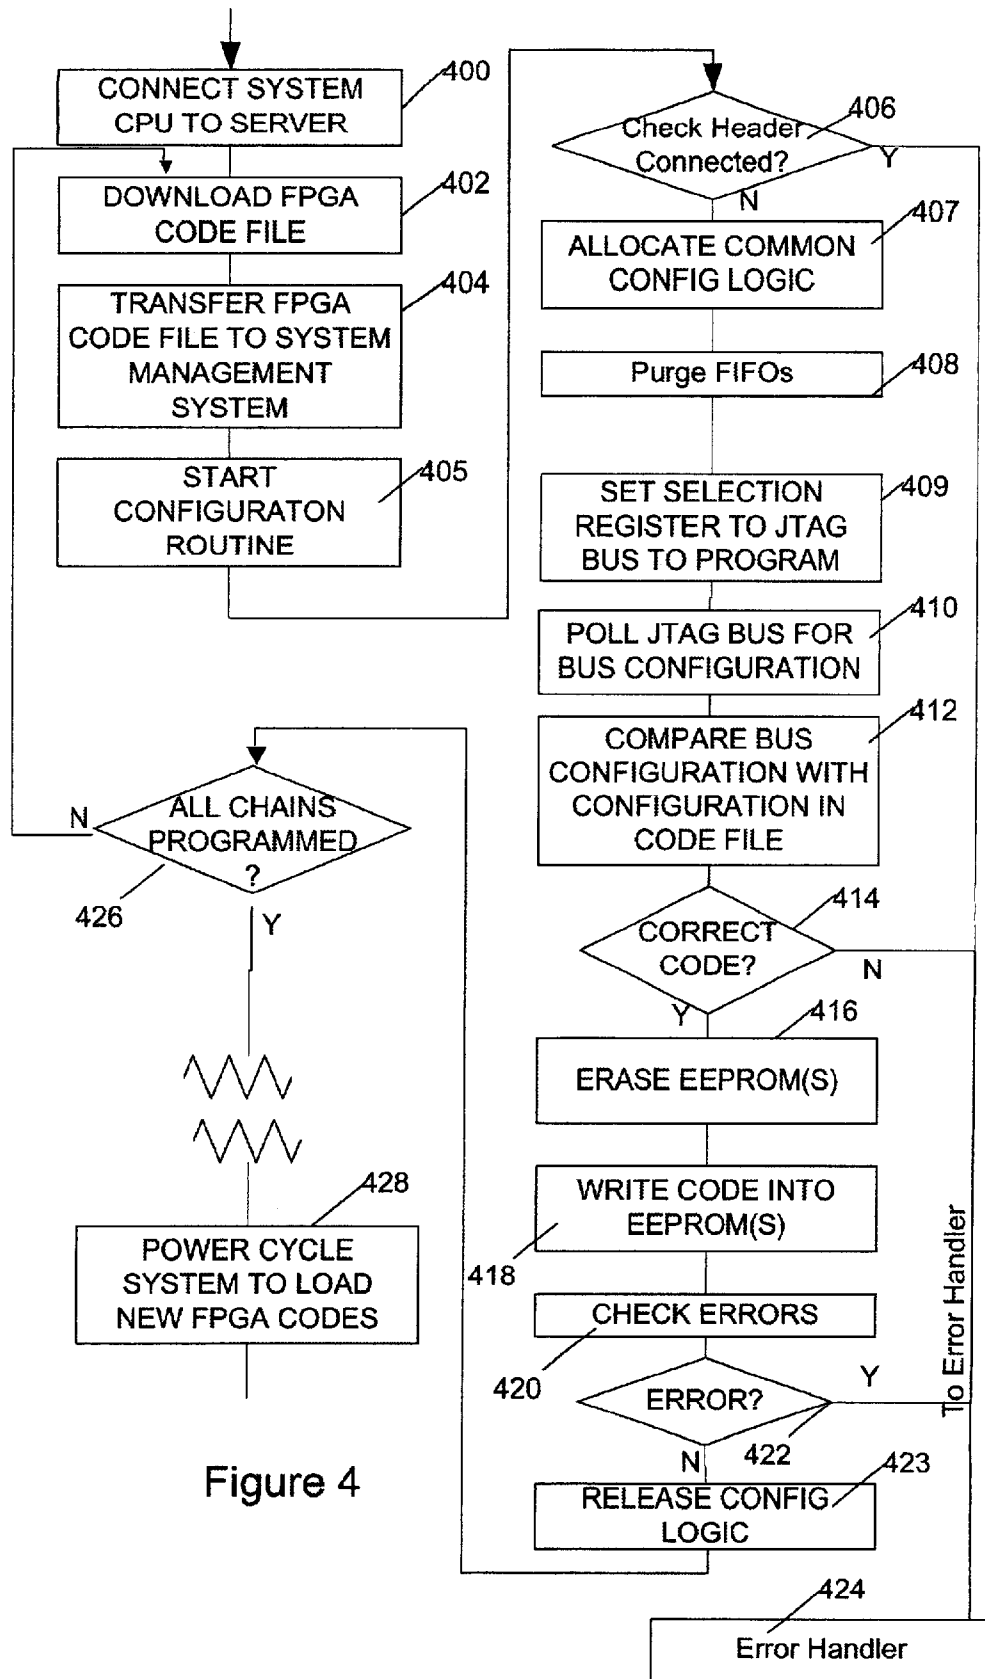 CONNECT SYSTEM
CPU TO SERVER
400
DOWNLOAD FPGA
CODE FILE
402
TRANSFER FPGA
CODE FILE TO SYSTEM
MANAGEMENT
SYSTEM
404
START
CONFIGURATON
ROUTINE
405
Check Header
Connected?
406
Y
N
ALLOCATE COMMON
CONFIG LOGIC
407
Purge FIFOs
408
SET SELECTION
REGISTER TO JTAG
BUS TO PROGRAM
409
POLL JTAG BUS FOR
BUS CONFIGURATION
410
COMPARE BUS
CONFIGURATION WITH
CONFIGURATION IN
CODE FILE
412
CORRECT
CODE?
414
N
Y
ERASE EEPROM(S)
416
WRITE CODE INTO
EEPROM(S)
418
CHECK ERRORS
420
ERROR?
Y
422
N
RELEASE CONFIG
LOGIC
423
To Error Handler
424
Error Handler
ALL CHAINS
PROGRAMMED
?
N
426
Y
428
POWER CYCLE
SYSTEM TO LOAD
NEW FPGA CODES
Figure 4